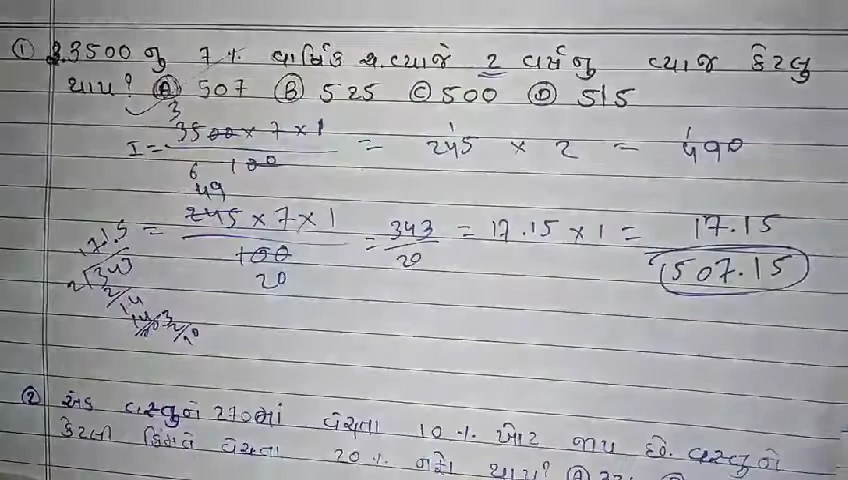 ① રૂ.3500 નુ 7% વાર્ષિક ચ.વ્યાજે 2 વર્ષનુ વ્યાજ કેટલુ
થાય? Ⓐ 507 Ⓑ 525 Ⓒ 500 Ⓓ 515
I = 3500 × 7 × 1 / 100 = 245 × 2 = 490
= 245 × 7 × 1 / 100 = 343 / 20 = 17.15 × 1 = 17.15
49
20
507.15
② એક વસ્તુને 270માં વેચતા 10% ખોટ જાય છે. વસ્તુને
કેટલી કિંમતે વેચતા 20% નફો થાય? Ⓐ